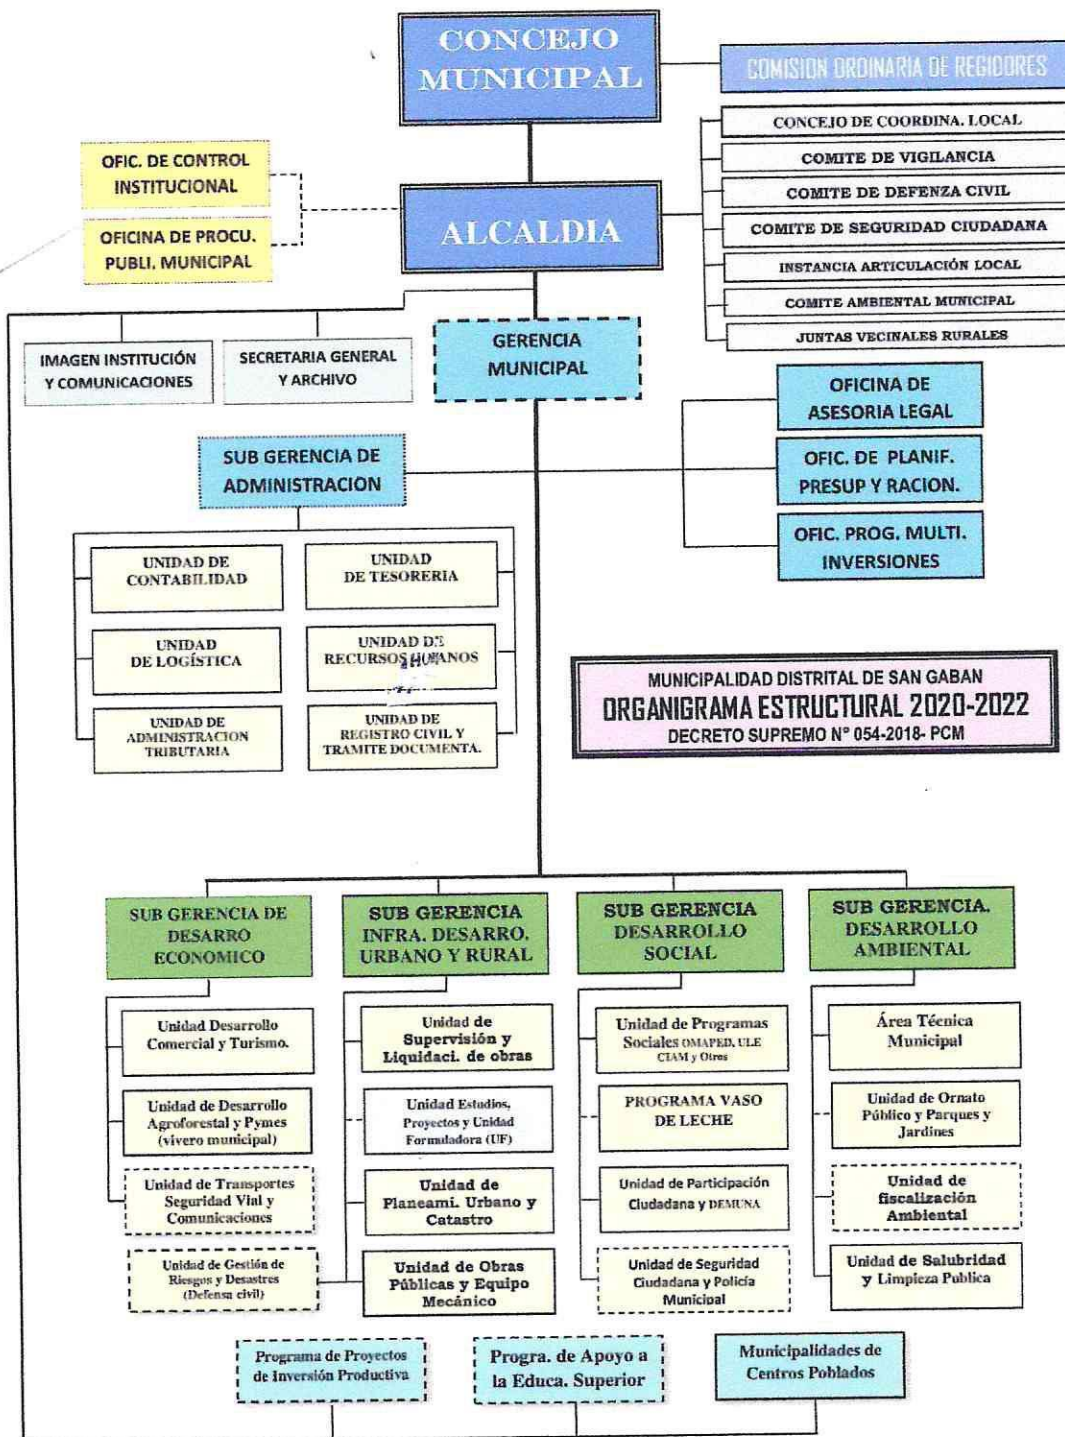 CONCEJO
MUNICIPAL
COMISION ORDINARIA DE REGIDORES
CONCEJO DE COORDINA. LOCAL
COMITE DE VIGILANCIA
COMITE DE DEFENZA CIVIL
COMITE DE SEGURIDAD CIUDADANA
INSTANCIA ARTICULACIÓN LOCAL
COMITE AMBIENTAL MUNICIPAL
JUNTAS VECINALES RURALES
OFIC. DE CONTROL
INSTITUCIONAL
OFICINA DE PROCU.
PUBLI. MUNICIPAL
ALCALDIA
IMAGEN INSTITUCIÓN
Y COMUNICACIONES
SECRETARIA GENERAL
Y ARCHIVO
GERENCIA
MUNICIPAL
OFICINA DE
ASESORIA LEGAL
OFIC. DE PLANIF.
PRESUP Y RACION.
OFIC. PROG. MULTI.
INVERSIONES
SUB GERENCIA DE
ADMINISTRACION
UNIDAD DE
CONTABILIDAD
UNIDAD
DE TESORERIA
UNIDAD
DE LOGÍSTICA
UNIDAD DE
RECURSOS HUMANOS
UNIDAD DE
ADMINISTRACION
TRIBUTARIA
UNIDAD DE
REGISTRO CIVIL Y
TRAMITE DOCUMENTA.
MUNICIPALIDAD DISTRITAL DE SAN GABAN
ORGANIGRAMA ESTRUCTURAL 2020-2022
DECRETO SUPREMO N° 054-2018- PCM
SUB GERENCIA DE
DESARRO
ECONOMICO
SUB GERENCIA
INFRA. DESARRO.
URBANO Y RURAL
SUB GERENCIA
DESARROLLO
SOCIAL
SUB GERENCIA.
DESARROLLO
AMBIENTAL
Unidad Desarrollo
Comercial y Turismo.
Unidad de Desarrollo
Agroforestal y Pymes
(vivero municipal)
Unidad de Transportes
Seguridad Vial y
Comunicaciones
Unidad de Gestión de
Riesgos y Desastres
(Defensa civil)
Unidad de
Supervisión y
Liquidaci. de obras
Unidad Estudios,
Proyectos y Unidad
Formuladora (UF)
Unidad de
Planeami. Urbano y
Catastro
Unidad de Obras
Públicas y Equipo
Mecánico
Unidad de Programas
Sociales OMAPED, ULE
CIAM y Otros
PROGRAMA VASO
DE LECHE
Unidad de Participación
Ciudadana y DEMUNA
Unidad de Seguridad
Ciudadana y Policía
Municipal
Área Técnica
Municipal
Unidad de Ornato
Público y Parques y
Jardines
Unidad de
fiscalización
Ambiental
Unidad de Salubridad
y Limpieza Publica
Programa de Proyectos
de Inversión Productiva
Progra. de Apoyo a
la Educa. Superior
Municipalidades de
Centros Poblados